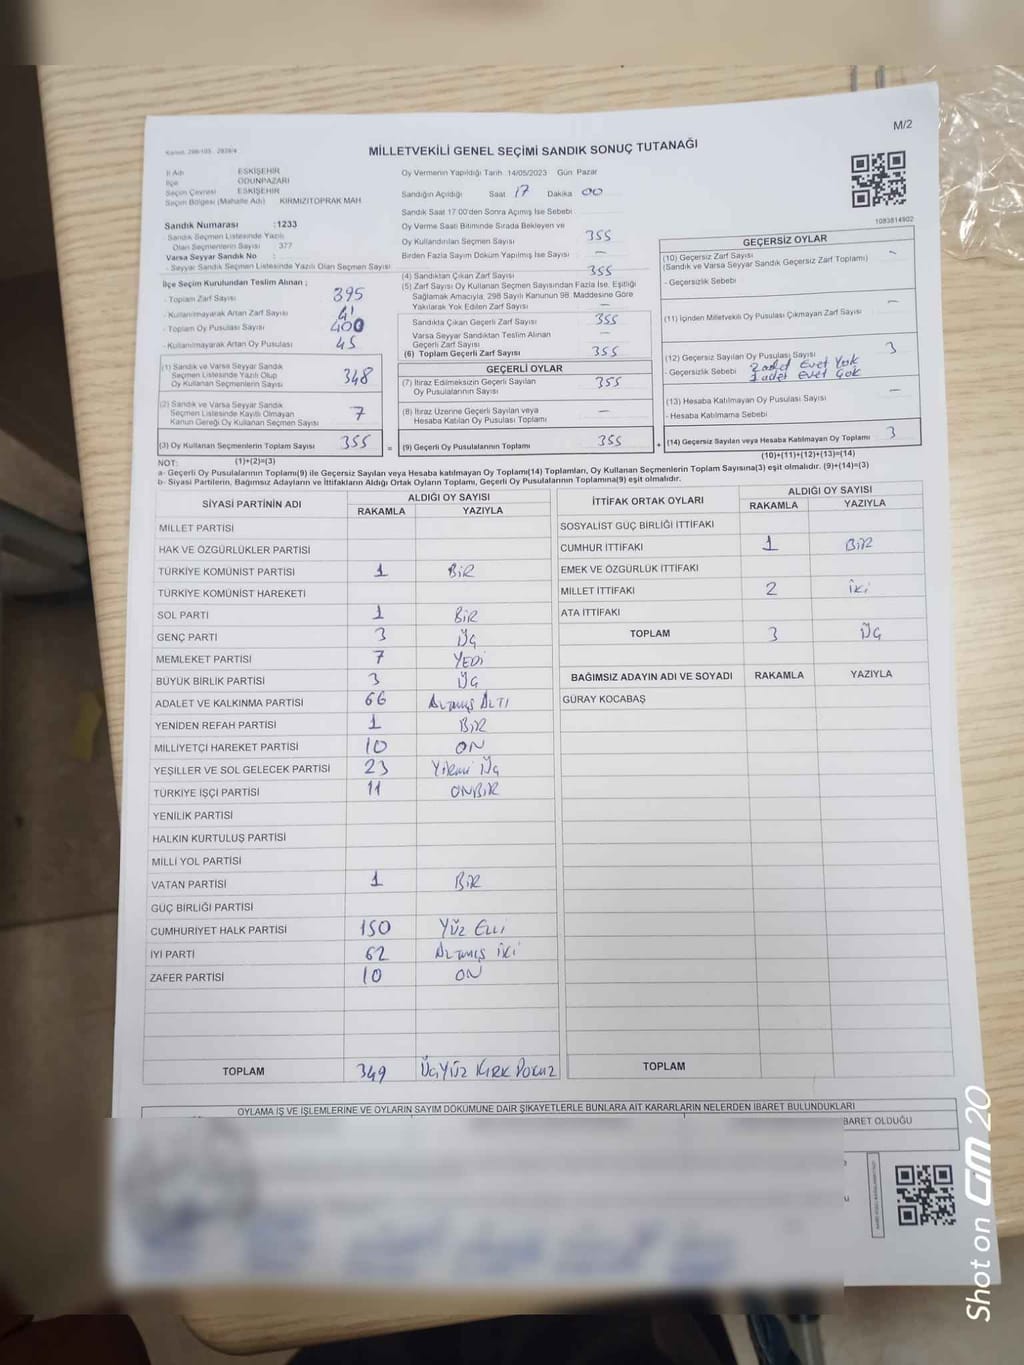 M/2
Kanun: 298/105 - 2839/4
MİLLETVEKİLİ GENEL SEÇİMİ SANDIK SONUÇ TUTANAĞI
İl Adı ESKİŞEHİR
İlçe ODUNPAZARI
Seçim Çevresi ESKİŞEHİR
Seçim Bölgesi (Mahalle Adı) KIRMIZITOPRAK MAH
Oy Vermenin Yapıldığı Tarih 14/05/2023 Gün Pazar
Sandığın Açıldığı Saat 17 Dakika 00
Sandık Saat 17:00'den Sonra Açılmış İse Sebebi
1083814902
Sandık Numarası :1233
- Sandık Seçmen Listesinde Yazılı
Olan Seçmenlerin Sayısı : 377
Varsa Seyyar Sandık No :
- Seyyar Sandık Seçmen Listesinde Yazılı Olan Seçmen Sayısı
İlçe Seçim Kurulundan Teslim Alınan ;
- Toplam Zarf Sayısı 395
- Kullanılmayarak Artan Zarf Sayısı 41
- Toplam Oy Pusulası Sayısı 400
- Kullanılmayarak Artan Oy Pusulası 45
(1) Sandık ve Varsa Seyyar Sandık
Seçmen Listesinde Yazılı Olup
Oy Kullanan Seçmenlerin Sayısı 348
(2) Sandık ve Varsa Seyyar Sandık
Seçmen Listesinde Kayıtlı Olmayan
Kanun Gereği Oy Kullanan Seçmen Sayısı 7
(3) Oy Kullanan Seçmenlerin Toplam Sayısı 355 =
Oy Verme Saati Bitiminde Sırada Bekleyen ve
Oy Kullandırılan Seçmen Sayısı 355
Birden Fazla Sayım Döküm Yapılmış İse Sayısı —
(4) Sandıktan Çıkan Zarf Sayısı 355
(5) Zarf Sayısı Oy Kullanan Seçmen Sayısından Fazla İse, Eşitliği
Sağlamak Amacıyla, 298 Sayılı Kanunun 98. Maddesine Göre
Yakılarak Yok Edilen Zarf Sayısı —
Sandıkta Çıkan Geçerli Zarf Sayısı 355
Varsa Seyyar Sandıktan Teslim Alınan
Geçerli Zarf Sayısı —
(6) Toplam Geçerli Zarf Sayısı 355
GEÇERLİ OYLAR
(7) İtiraz Edilmeksizin Geçerli Sayılan
Oy Pusulalarının Sayısı 355
(8) İtiraz Üzerine Geçerli Sayılan veya
Hesaba Katılan Oy Pusulası Toplamı —
(9) Geçerli Oy Pusulalarının Toplamı 355 +
GEÇERSİZ OYLAR
(10) Geçersiz Zarf Sayısı —
(Sandık ve Varsa Seyyar Sandık Geçersiz Zarf Toplamı)
- Geçersizlik Sebebi
(11) İçinden Milletvekili Oy Pusulası Çıkmayan Zarf Sayısı —
(12) Geçersiz Sayılan Oy Pusulası Sayısı 3
- Geçersizlik Sebebi 2 adet Evet Yok
1 adet Evet Çok
(13) Hesaba Katılmayan Oy Pusulası Sayısı —
- Hesaba Katılmama Sebebi
(14) Geçersiz Sayılan veya Hesaba Katılmayan Oy Toplamı 3
NOT: (1)+(2)=(3) (10)+(11)+(12)+(13)=(14)
a- Geçerli Oy Pusulalarının Toplamı(9) ile Geçersiz Sayılan veya Hesaba katılmayan Oy Toplamı(14) Toplamları, Oy Kullanan Seçmenlerin Toplam Sayısına(3) eşit olmalıdır. (9)+(14)=(3)
b- Siyasi Partilerin, Bağımsız Adayların ve İttifakların Aldığı Ortak Oyların Toplamı, Geçerli Oy Pusulalarının Toplamına(9) eşit olmalıdır.
SİYASİ PARTİNİN ADI ALDIĞI OY SAYISI
RAKAMLA YAZIYLA
MİLLET PARTİSİ
HAK VE ÖZGÜRLÜKLER PARTİSİ
TÜRKİYE KOMÜNİST PARTİSİ 1 BİR
TÜRKİYE KOMÜNİST HAREKETİ
SOL PARTİ 1 BİR
GENÇ PARTİ 3 ÜÇ
MEMLEKET PARTİSİ 7 YEDİ
BÜYÜK BİRLİK PARTİSİ 3 ÜÇ
ADALET VE KALKINMA PARTİSİ 66 ALTMIŞ ALTI
YENİDEN REFAH PARTİSİ 1 BİR
MİLLİYETÇİ HAREKET PARTİSİ 10 ON
YEŞİLLER VE SOL GELECEK PARTİSİ 23 Yirmi Üç
TÜRKİYE İŞÇİ PARTİSİ 11 ONBİR
YENİLİK PARTİSİ
HALKIN KURTULUŞ PARTİSİ
MİLLİ YOL PARTİSİ
VATAN PARTİSİ 1 BİR
GÜÇ BİRLİĞİ PARTİSİ
CUMHURİYET HALK PARTİSİ 150 YÜZ ELLİ
İYİ PARTİ 62 ALTMIŞ İKİ
ZAFER PARTİSİ 10 ON
TOPLAM 349 ÜÇYÜZ KIRK DOKUZ
İTTİFAK ORTAK OYLARI ALDIĞI OY SAYISI
RAKAMLA YAZIYLA
SOSYALİST GÜÇ BİRLİĞİ İTTİFAKI
CUMHUR İTTİFAKI 1 BİR
EMEK VE ÖZGÜRLÜK İTTİFAKI
MİLLET İTTİFAKI 2 İki
ATA İTTİFAKI
TOPLAM 3 ÜÇ
BAĞIMSIZ ADAYIN ADI VE SOYADI RAKAMLA YAZIYLA
GÜRAY KOCABAŞ
TOPLAM
OYLAMA İŞ VE İŞLEMLERİNE VE OYLARIN SAYIM DÖKÜMÜNE DAİR ŞİKAYETLERLE BUNLARA AİT KARARLARIN NELERDEN İBARET BULUNDUKLARI
BARET OLDUĞU
Shot on GM 20